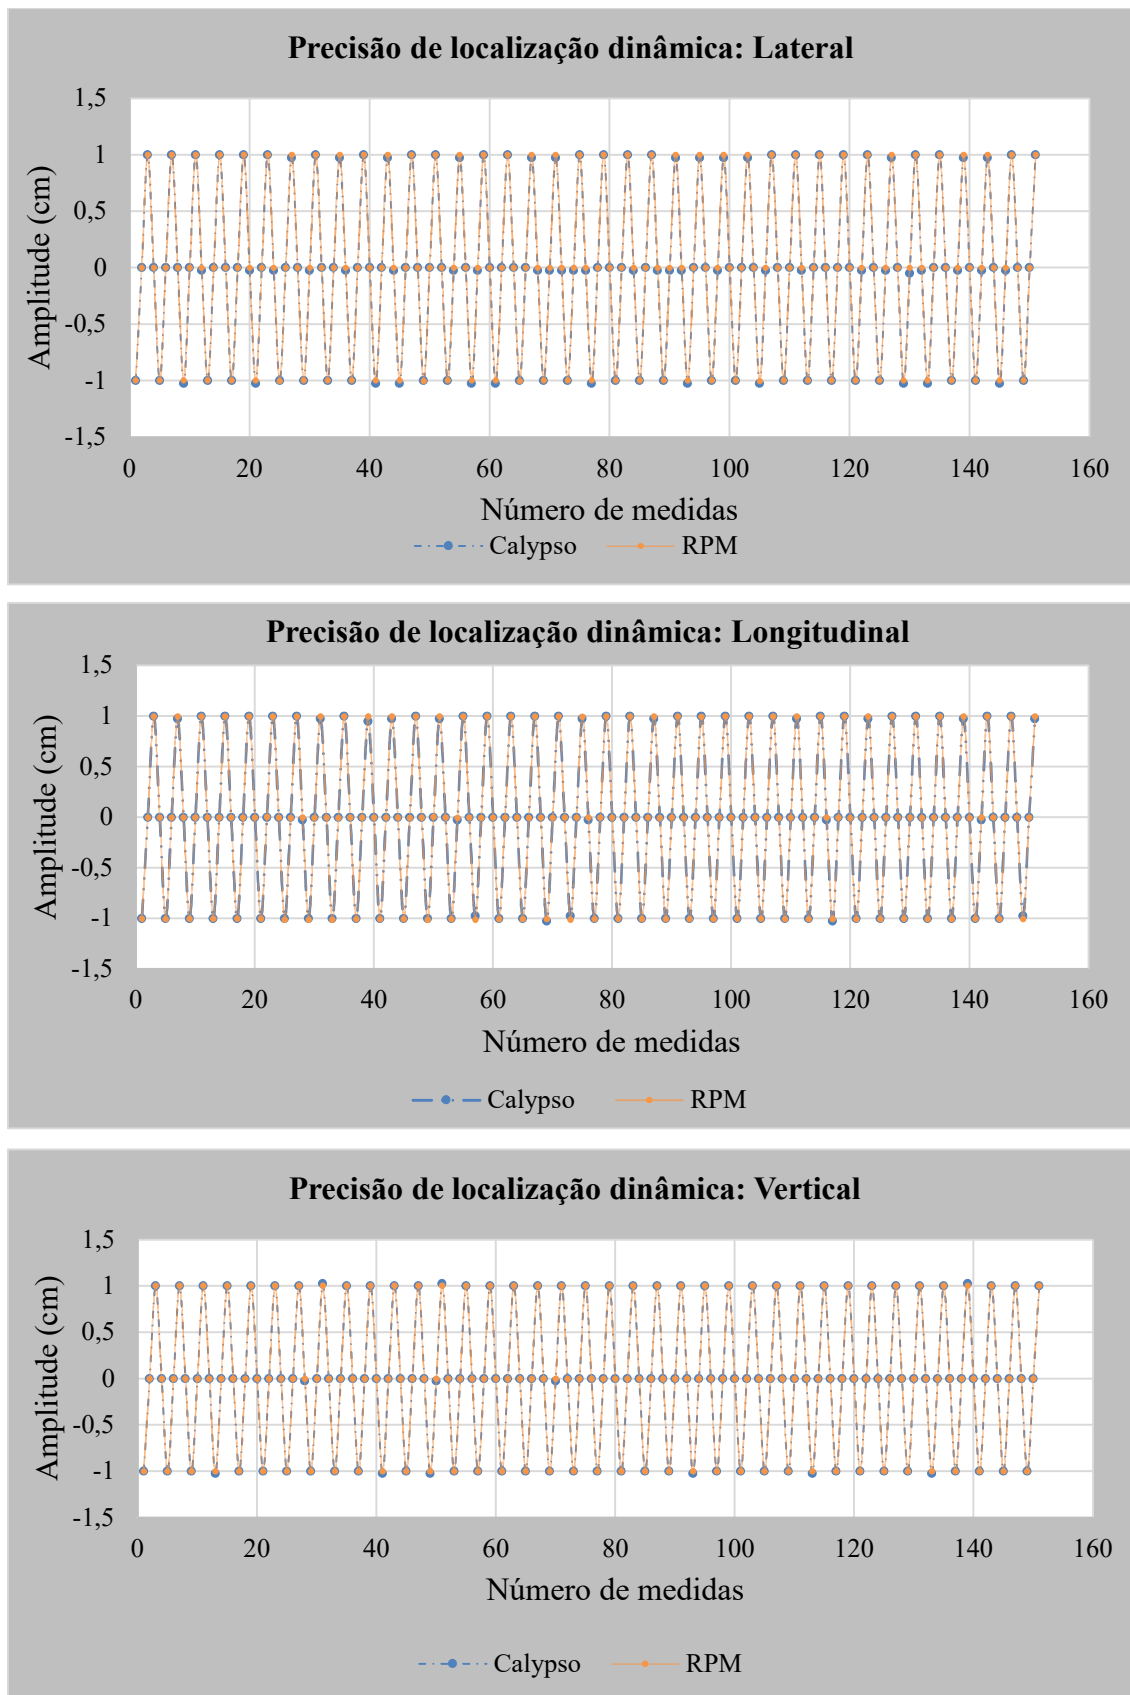 Precisão de localização dinâmica: Lateral
1,5
1
0,5
0
-0,5
-1
-1,5
Amplitude (cm)
0 20 40 60 80 100 120 140 160
Número de medidas
Calypso RPM
Precisão de localização dinâmica: Longitudinal
1,5
1
0,5
0
-0,5
-1
-1,5
Amplitude (cm)
0 20 40 60 80 100 120 140 160
Número de medidas
Calypso RPM
Precisão de localização dinâmica: Vertical
1,5
1
0,5
0
-0,5
-1
-1,5
Amplitude (cm)
0 20 40 60 80 100 120 140 160
Número de medidas
Calypso RPM